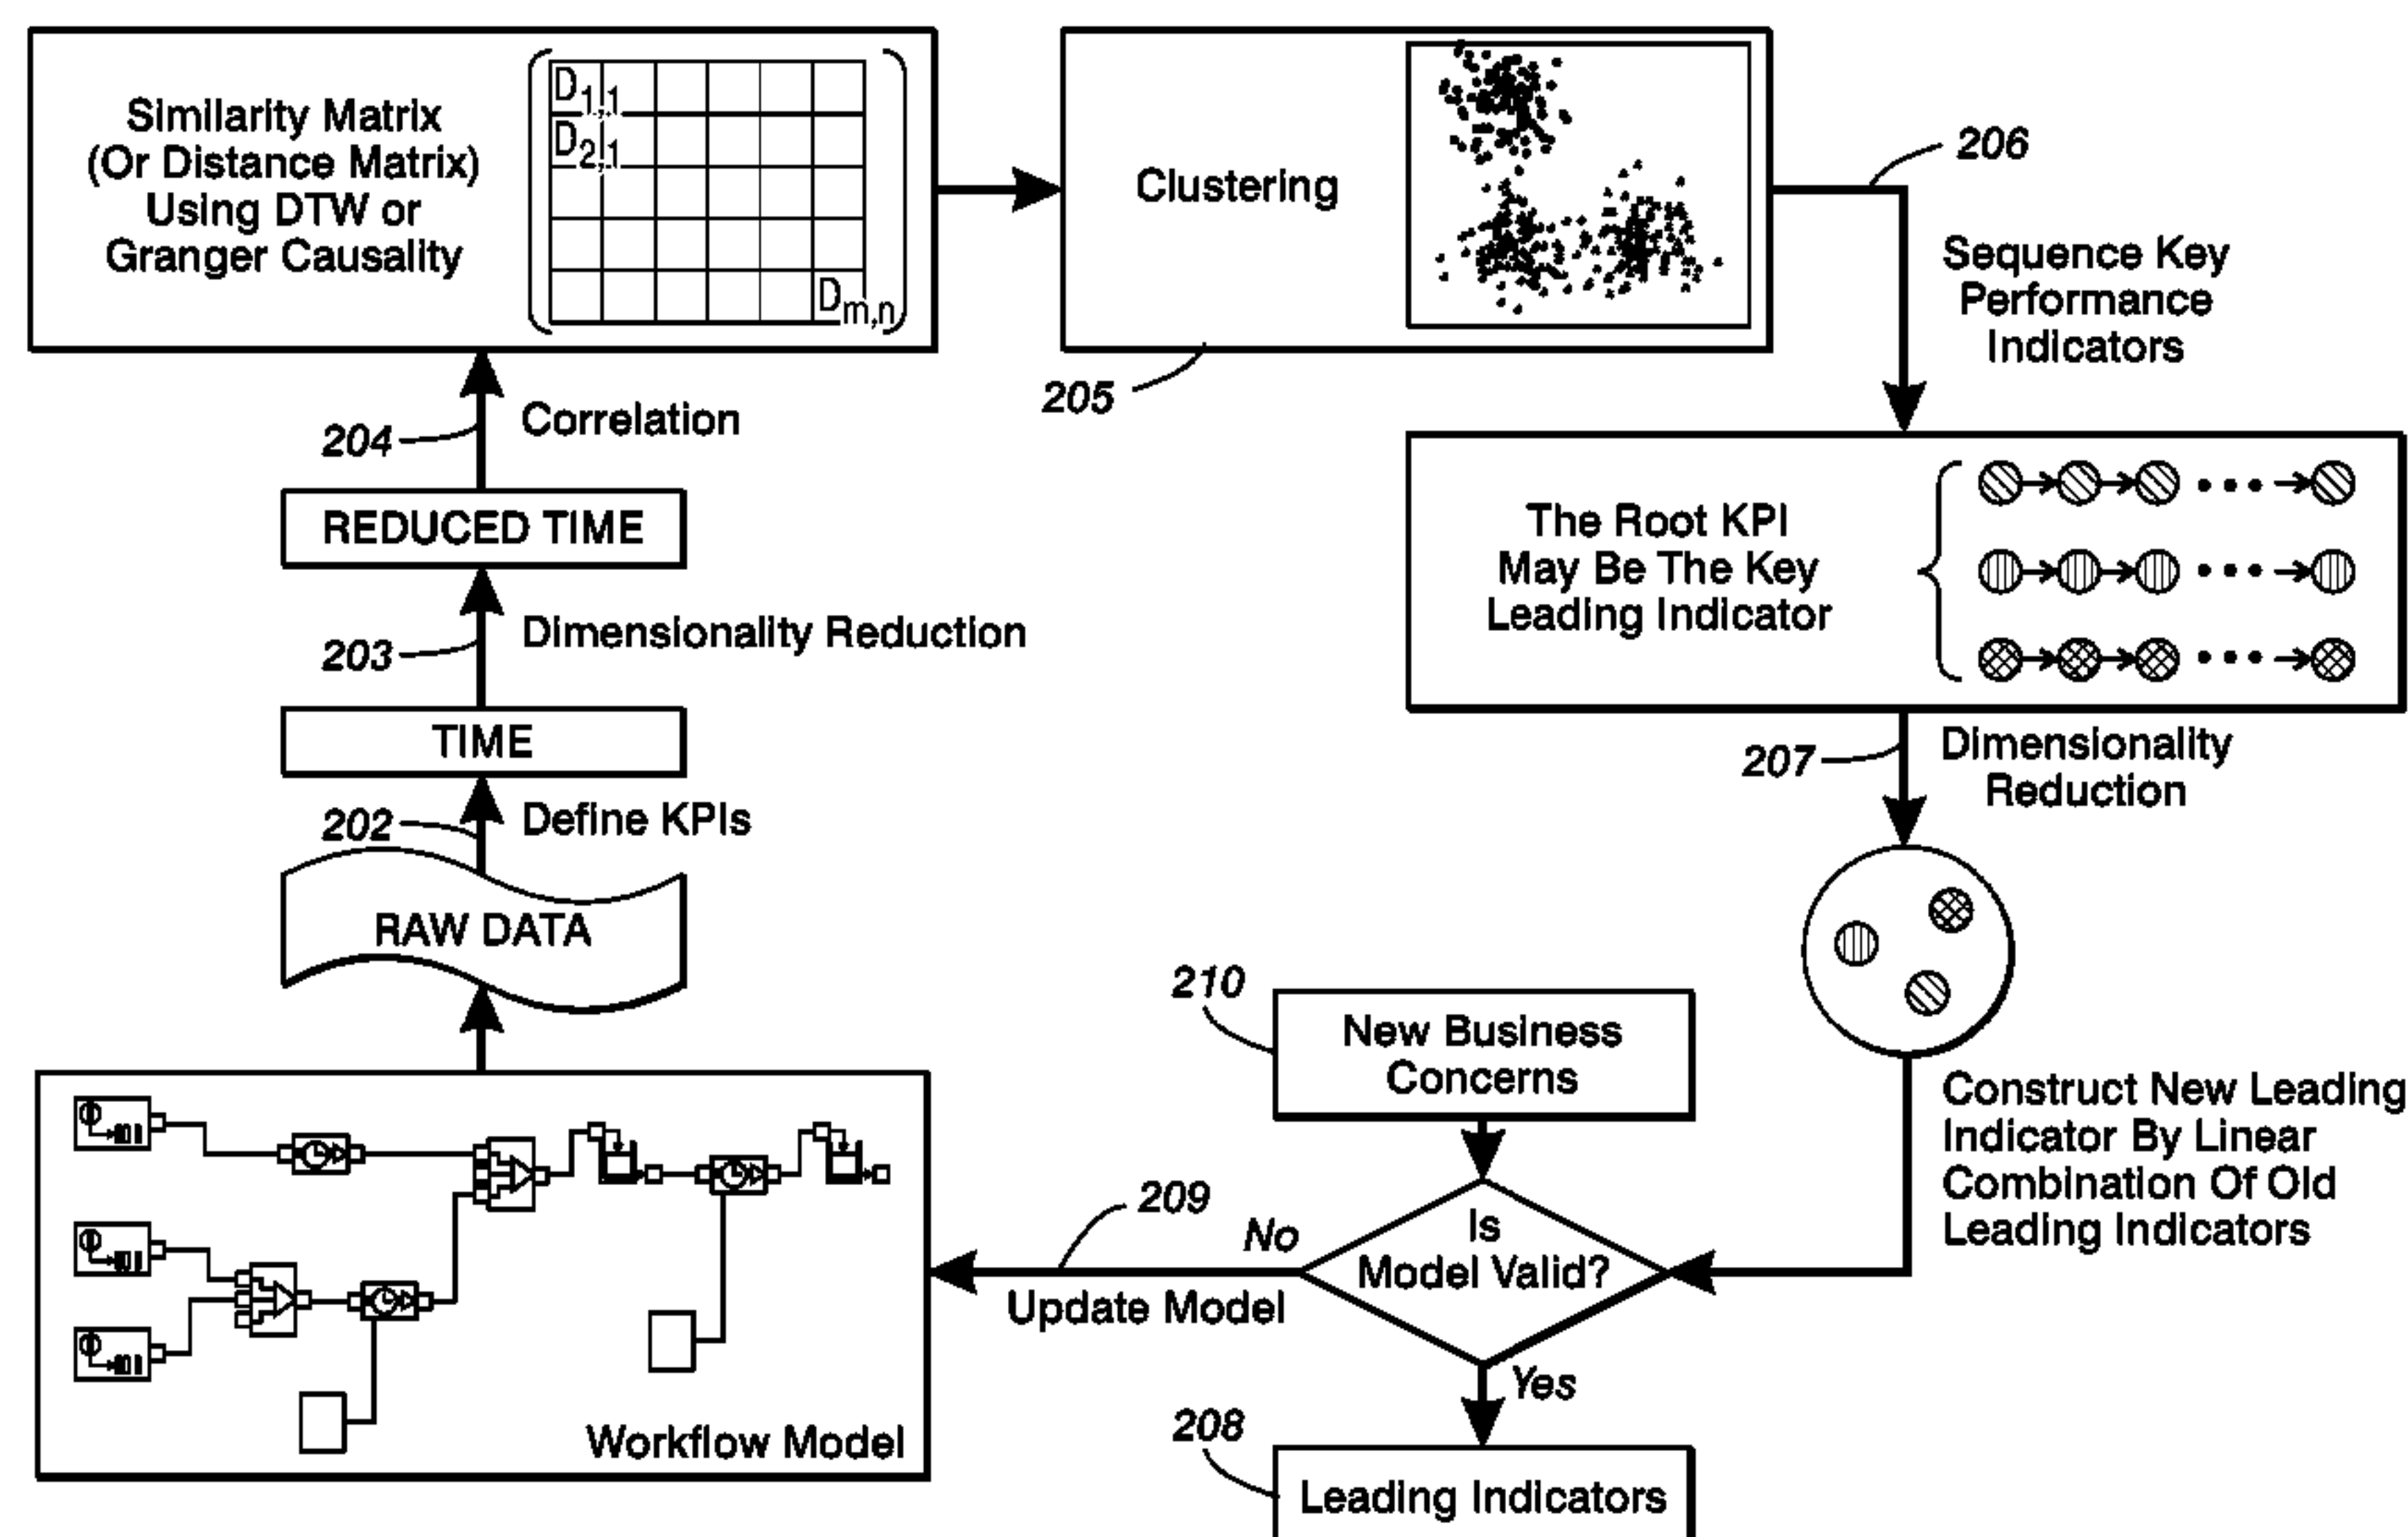 Similarity Matrix
(Or Distance Matrix)
Using DTW or
Granger Causality
D1,1
D2,1
Dm,n
Clustering
205
206
Sequence Key
Performance
Indicators
204
Correlation
REDUCED TIME
203
Dimensionality Reduction
TIME
202
Define KPIs
RAW DATA
Workflow Model
The Root KPI
May Be The Key
Leading Indicator
207
Dimensionality
Reduction
Construct New Leading
Indicator By Linear
Combination Of Old
Leading Indicators
210
New Business
Concerns
Is
Model Valid?
No
209
Update Model
Yes
208
Leading Indicators